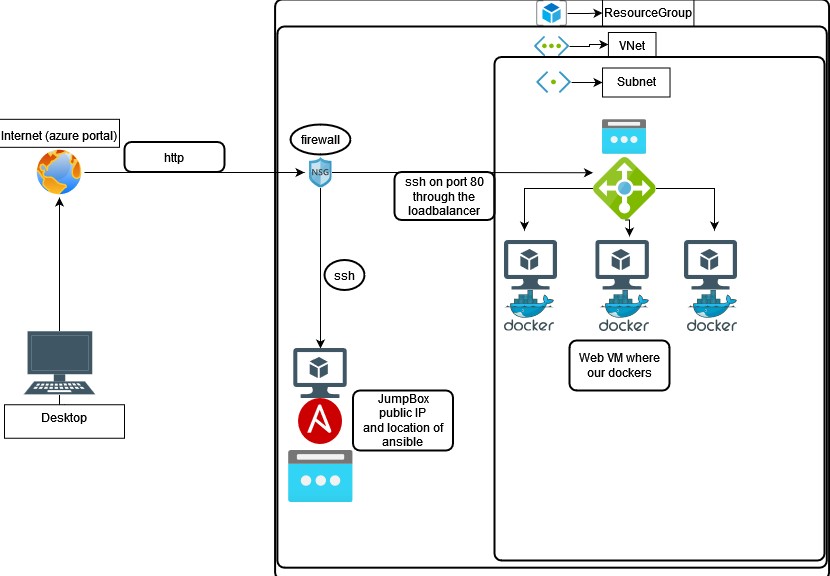 ResourceGroup
VNet
Subnet
Internet (azure portal)
http
firewall
NSG
ssh on port 80
through the
loadbalancer
ssh
docker
docker
docker
Web VM where
our dockers
JumpBox
public IP
and location of
ansible
Desktop